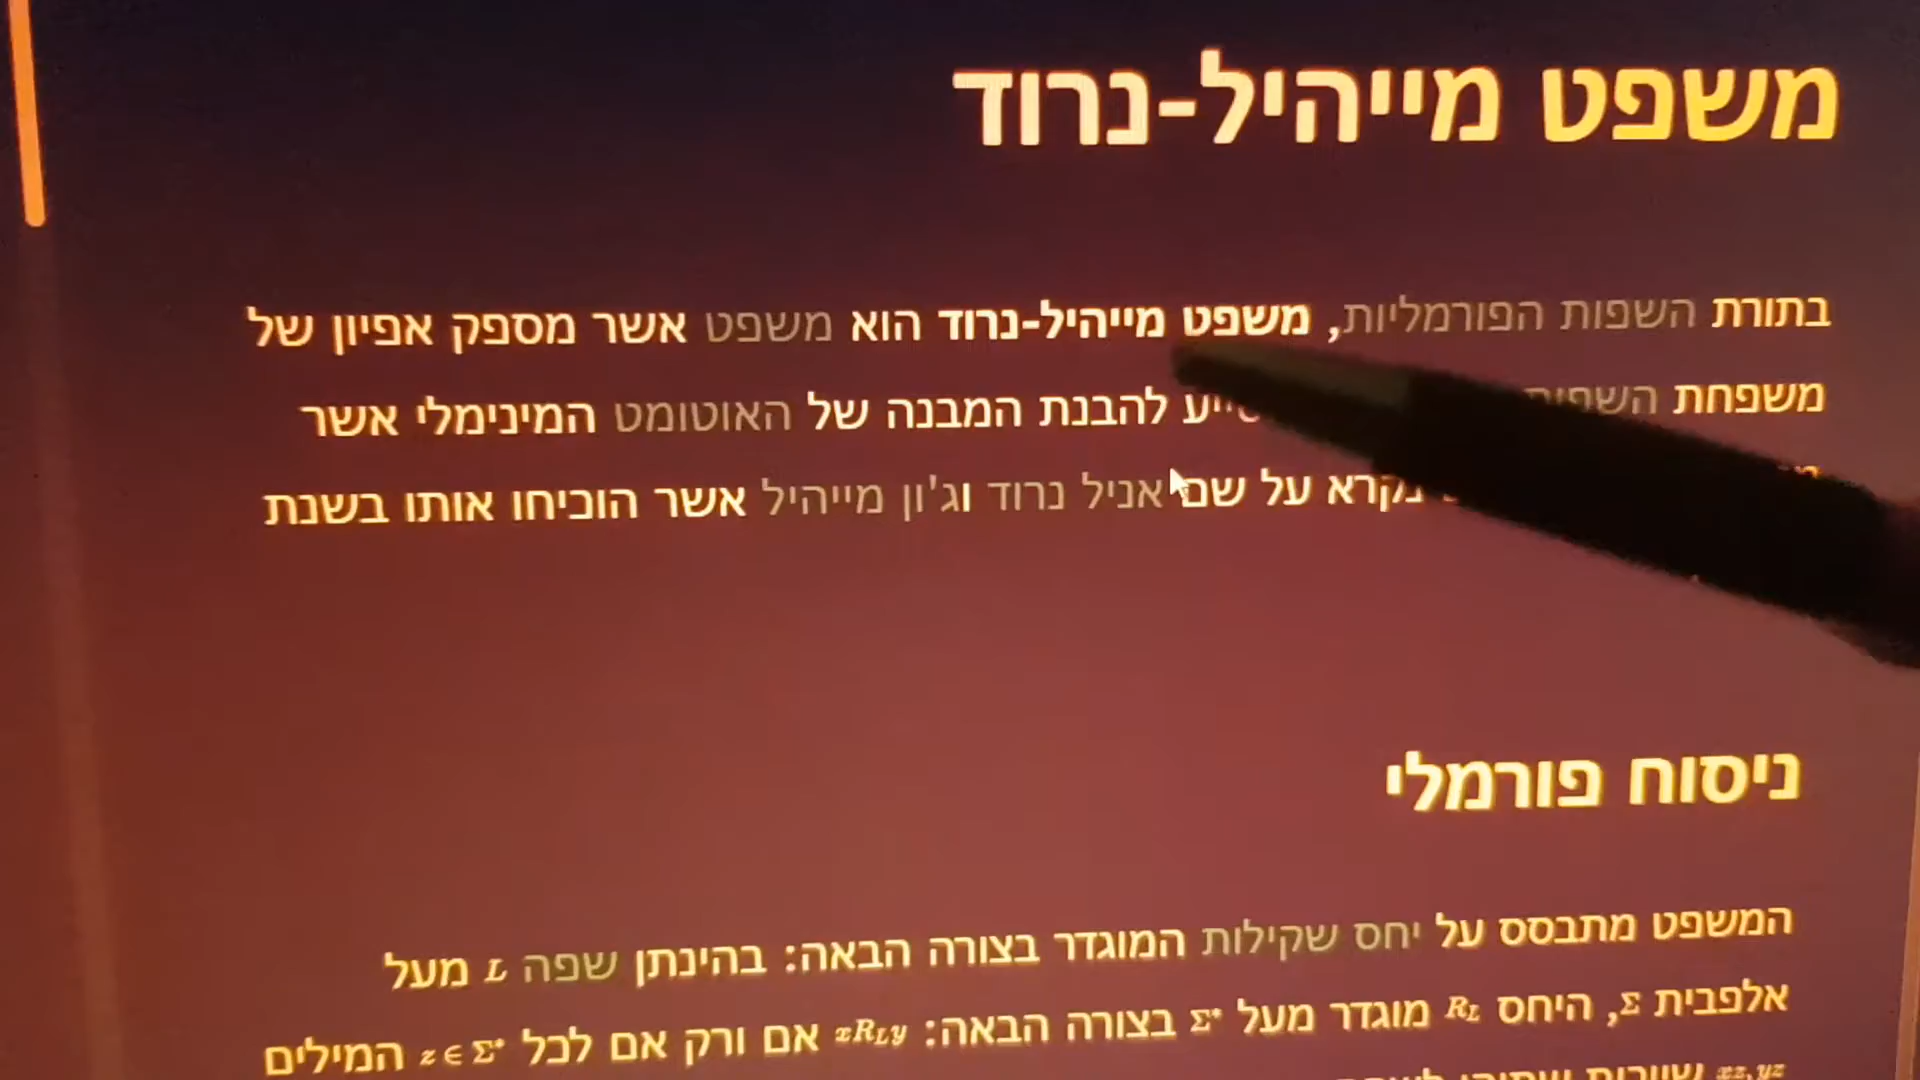 משפט מייהיל-נרוד
בתורת השפות הפורמליות, משפט מייהיל-נרוד הוא משפט אשר מספק אפיון של
משפחת להבנת המבנה של האוטומט המינימלי אשר
נקרא על שם אניל נרוד וג'ון מייהיל אשר הוכיחו אותו בשנת
ניסוח פורמלי
המשפט מתבסס על יחס שקילות המוגדר בצורה הבאה: בהינתן שפה L מעל
אלפבית Σ, היחס R_L מוגדר מעל Σ* בצורה הבאה: xR_Ly אם ורק אם לכל z ∈ Σ* המילים
xz,yz